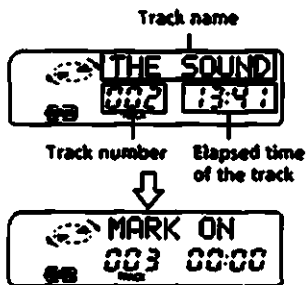 Track name
THE SOUND
002 13:41
Track number Elapsed time
of the track
MARK ON
003 00:00